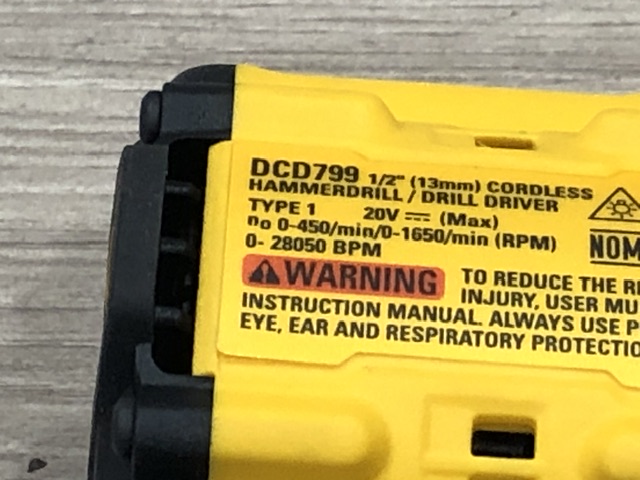 DCD799 1/2" (13mm) CORDLESS
HAMMERDRILL / DRILL DRIVER
TYPE 1 20V ⎓ (Max)
no 0-450/min/0-1650/min (RPM)
0- 28050 BPM
NOM
WARNING TO REDUCE THE
INJURY, USER
INSTRUCTION MANUAL. ALWAYS USE
EYE, EAR AND RESPIRATORY